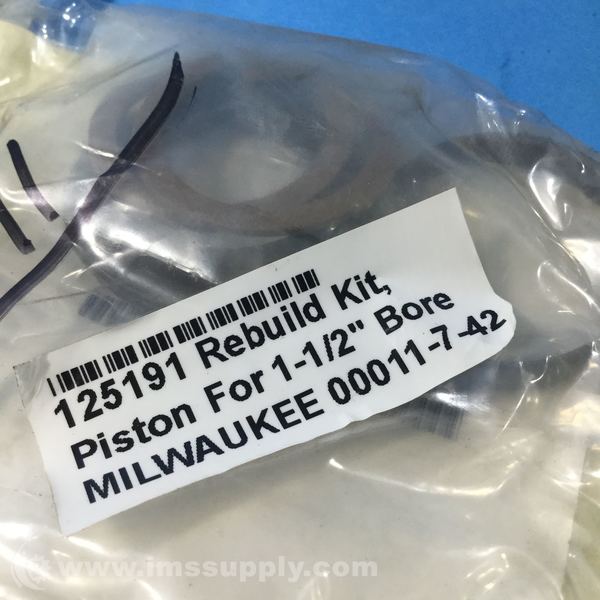 125191 Rebuild Kit,
Piston For 1-1/2" Bore
MILWAUKEE 00011-7-42
www.imssupply.com